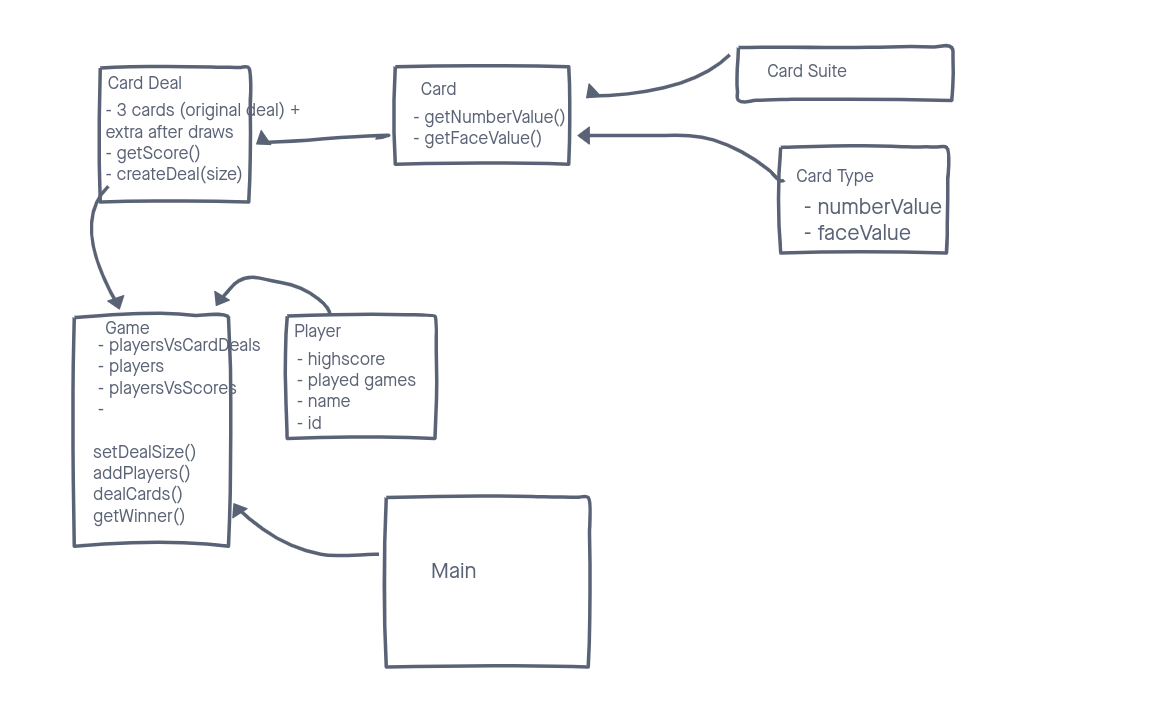 Card Deal
- 3 cards (original deal) +
extra after draws
- getScore()
- createDeal(size)
Card
- getNumberValue()
- getFaceValue()
Card Suite
Card Type
- numberValue
- faceValue
Game
- playersVsCardDeals
- players
- playersVsScores
-
setDealSize()
addPlayers()
dealCards()
getWinner()
Player
- highscore
- played games
- name
- id
Main